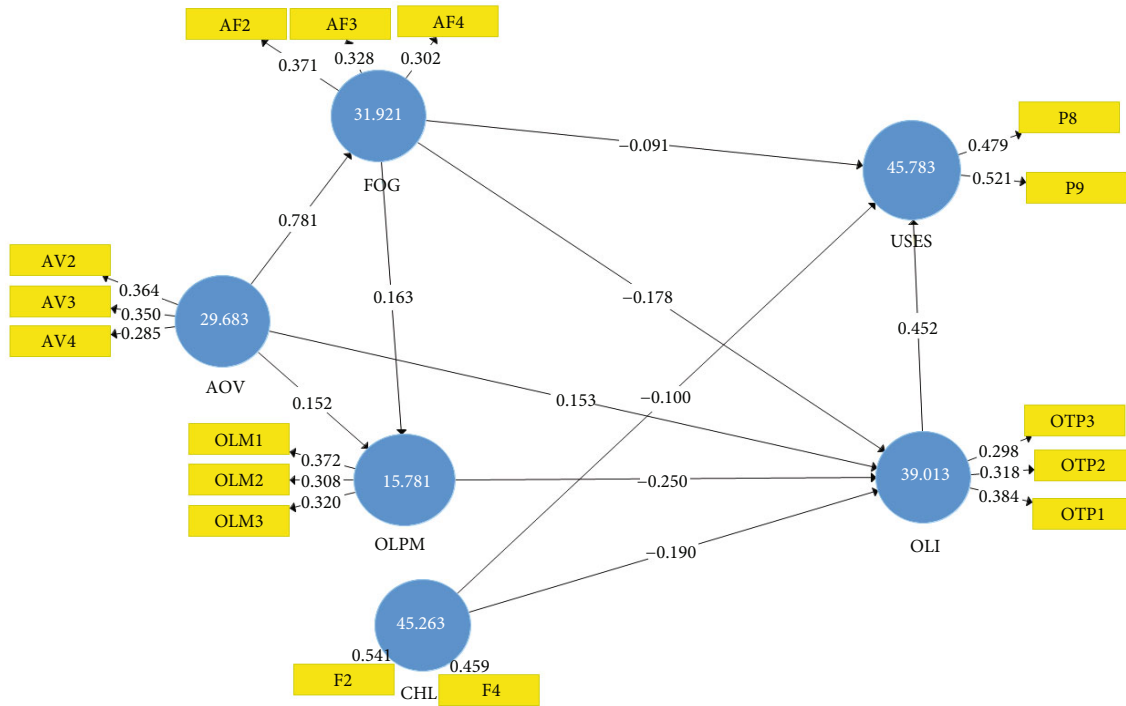 AF2
AF3
AF4
0.371
0.328
0.302
31.921
FOG
−0.091
P8
0.479
45.783
0.521
P9
USES
0.781
AV2
0.364
AV3
0.350
29.683
AV4
0.285
AOV
0.163
−0.178
0.452
0.152
0.153
−0.100
OLM1
0.372
OLM2
0.308
15.781
OLM3
0.320
OLPM
−0.250
OTP3
0.298
39.013
0.318
OTP2
0.384
OTP1
OLI
−0.190
45.263
0.541
0.459
F2
CHL
F4